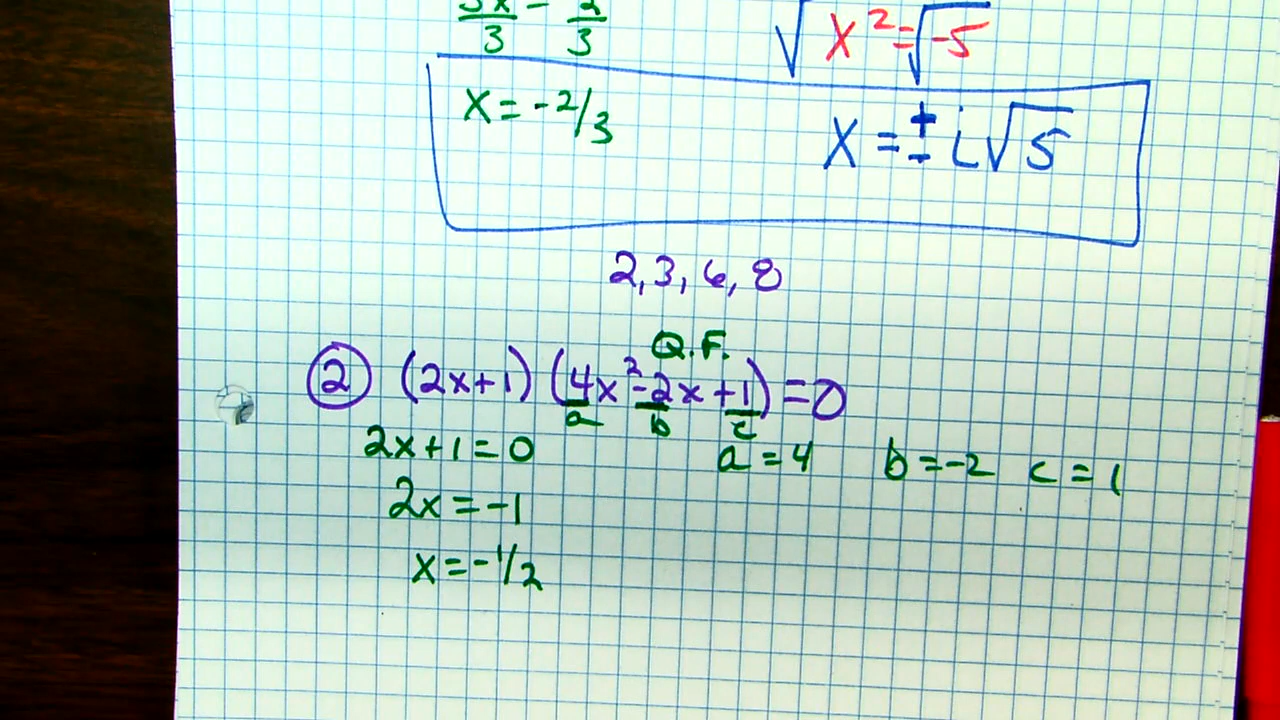 3x/3 = -2/3
√x² = √-5
x = -2/3
x = ± i√5
2, 3, 6, 8
Q.F.
② (2x+1) (4x²-2x+1) = 0
a b c
2x+1 = 0 a = 4 b = -2 c = 1
2x = -1
x = -1/2